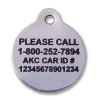 PLEASE CALL
1-800-252-7894
AKC CAR ID #
12345678901234